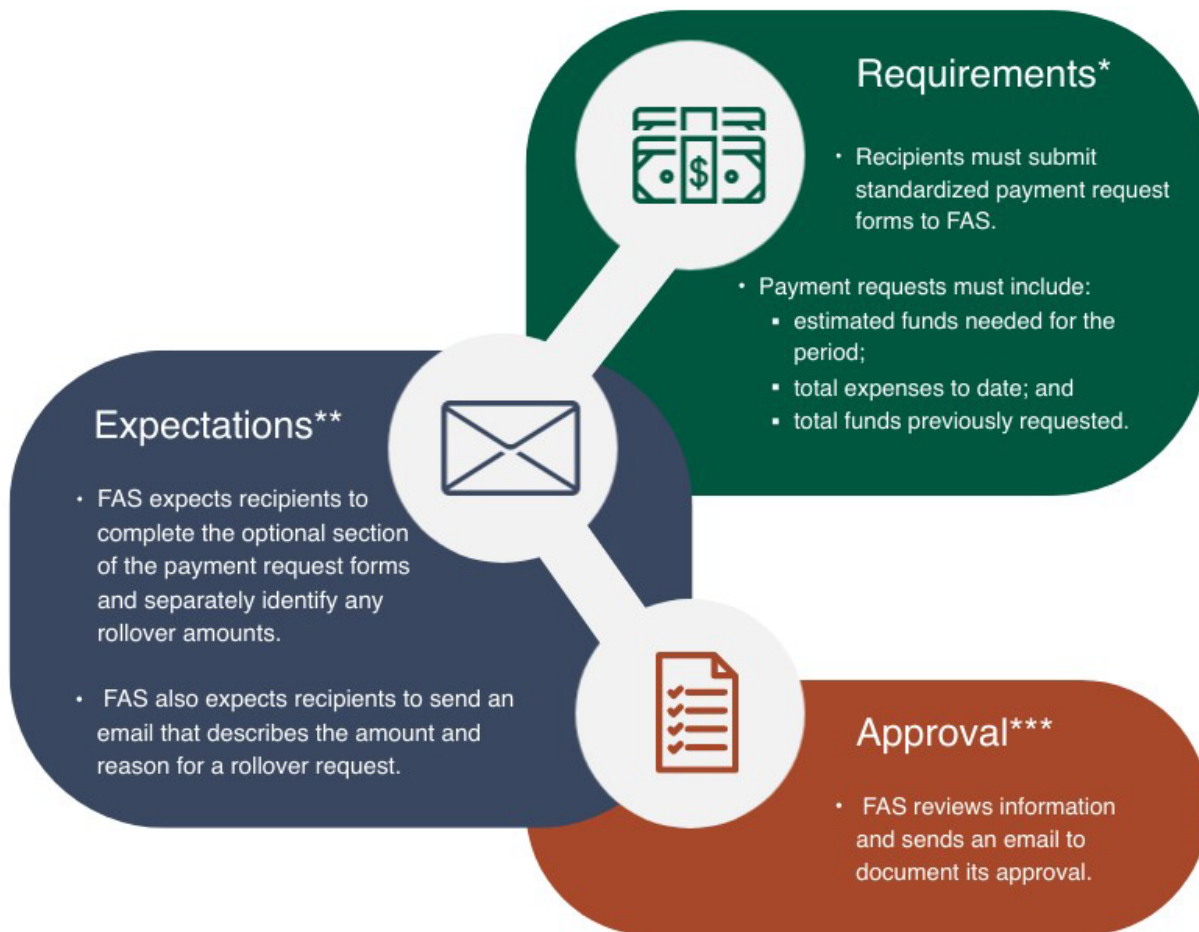 Requirements*
• Recipients must submit
standardized payment request
forms to FAS.
• Payment requests must include:
▪ estimated funds needed for the
period;
▪ total expenses to date; and
▪ total funds previously requested.
$
Expectations**
• FAS expects recipients to
complete the optional section
of the payment request forms
and separately identify any
rollover amounts.
• FAS also expects recipients to send an
email that describes the amount and
reason for a rollover request.
Approval***
• FAS reviews information
and sends an email to
document its approval.